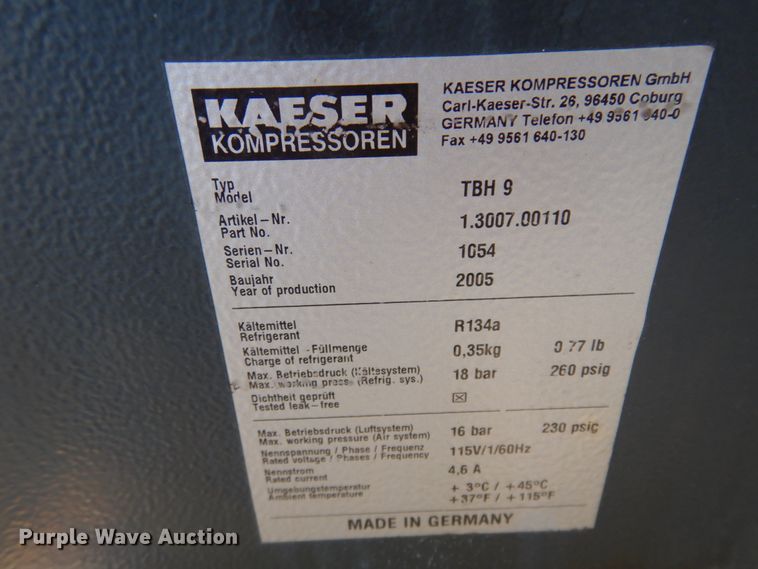 KAESER
KOMPRESSOREN
KAESER KOMPRESSOREN GmbH
Carl-Kaeser-Str. 26, 96450 Coburg
GERMANY Telefon +49 9561 640-0
Fax +49 9561 640-130
Typ
Model TBH 9
Artikel-Nr.
Part No. 1.3007.00110
Serien-Nr.
Serial No. 1054
Baujahr
Year of production 2005
Kältemittel
Refrigerant R134a
Kältemittel-Füllmenge
Charge of refrigerant 0,35kg 0.77 lb
Max. Betriebsdruck (Kältesystem)
Max. working press. (Refrig. sys.) 18 bar 260 psig
Dichtheit geprüft
Tested leak-free ☒
Max. Betriebsdruck (Luftsystem)
Max. working pressure (Air system) 16 bar 230 psig
Nennspannung / Phase / Frequenz
Rated voltage / Phases / Frequency 115V/1/60Hz
Nennstrom
Rated current 4,6 A
Umgebungstemperatur + 3°C / +45°C
Ambient temperature +37°F / +115°F
MADE IN GERMANY
Purple Wave Auction